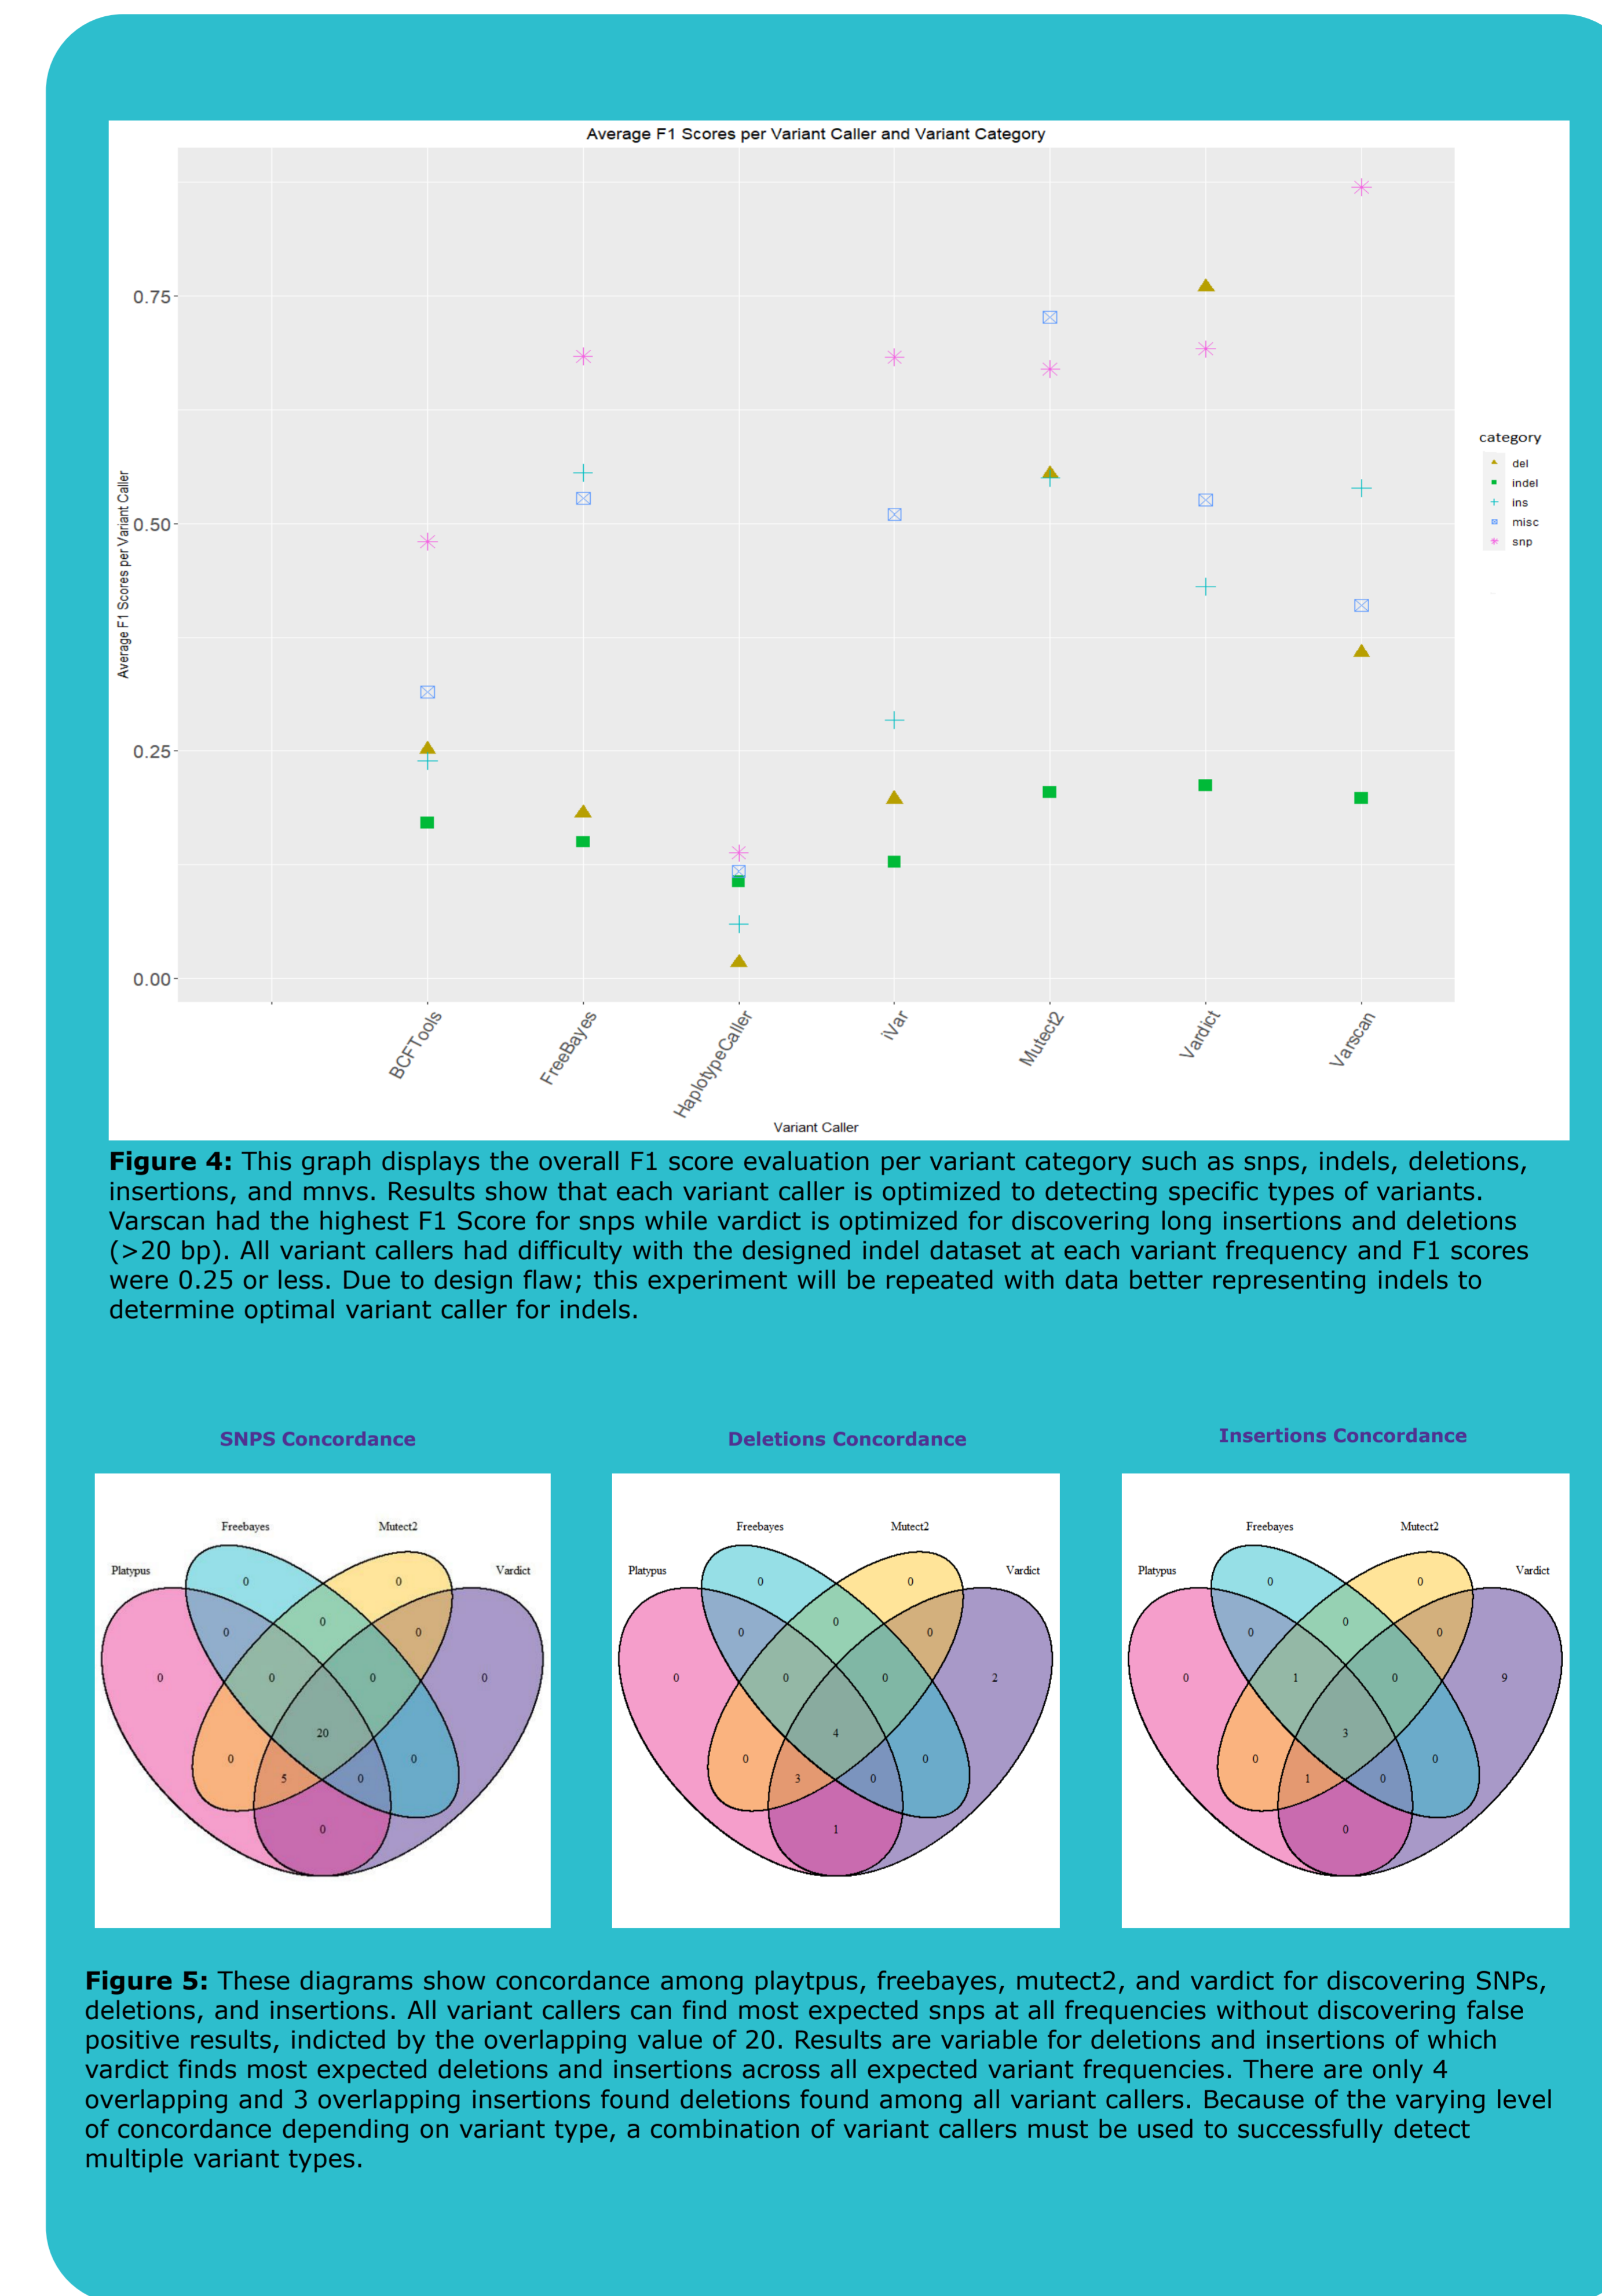 Average F1 Scores per Variant Caller and Variant Category
Average F1 Scores per Variant Caller
0.75
0.50
0.25
0.00
category
del
indel
ins
misc
snp
BCFTools
FreeBayes
HaplotypeCaller
iVar
Mutect2
Vardict
Varscan
Variant Caller
Figure 4: This graph displays the overall F1 score evaluation per variant category such as snps, indels, deletions,
insertions, and mnvs. Results show that each variant caller is optimized to detecting specific types of variants.
Varscan had the highest F1 Score for snps while vardict is optimized for discovering long insertions and deletions
(>20 bp). All variant callers had difficulty with the designed indel dataset at each variant frequency and F1 scores
were 0.25 or less. Due to design flaw; this experiment will be repeated with data better representing indels to
determine optimal variant caller for indels.
SNPS Concordance
Freebayes
Mutect2
Platypus
Vardict
0
0
0
0
0
0
0
0
0
20
0
0
5
0
0
Deletions Concordance
Freebayes
Mutect2
Platypus
Vardict
0
0
0
0
0
0
0
0
2
4
0
0
3
0
1
Insertions Concordance
Freebayes
Mutect2
Platypus
Vardict
0
0
0
0
0
0
1
0
9
3
0
0
1
0
0
Figure 5: These diagrams show concordance among playtpus, freebayes, mutect2, and vardict for discovering SNPs,
deletions, and insertions. All variant callers can find most expected snps at all frequencies without discovering false
positive results, indicted by the overlapping value of 20. Results are variable for deletions and insertions of which
vardict finds most expected deletions and insertions across all expected variant frequencies. There are only 4
overlapping and 3 overlapping insertions found deletions found among all variant callers. Because of the varying level
of concordance depending on variant type, a combination of variant callers must be used to successfully detect
multiple variant types.